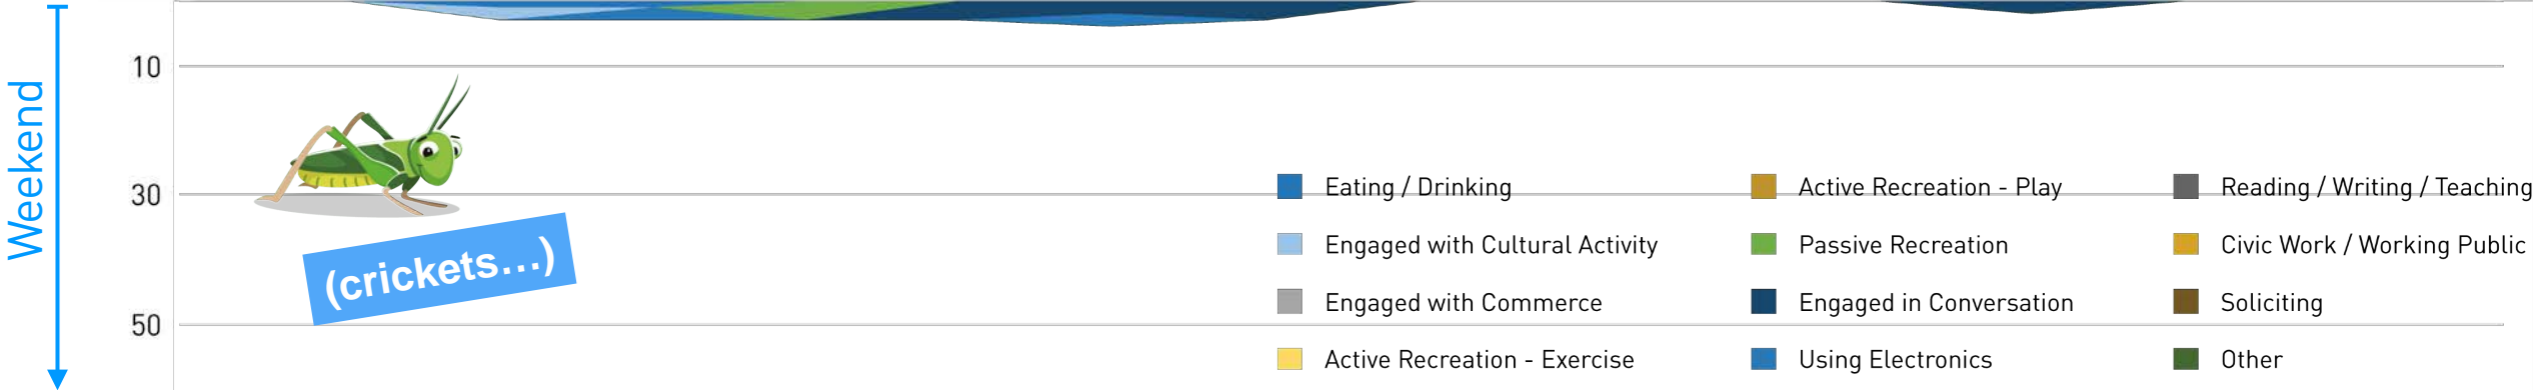 Weekend
10
30
50
(crickets...)
Eating / Drinking
Engaged with Cultural Activity
Engaged with Commerce
Active Recreation - Exercise
Active Recreation - Play
Passive Recreation
Engaged in Conversation
Using Electronics
Reading / Writing / Teaching
Civic Work / Working Public
Soliciting
Other